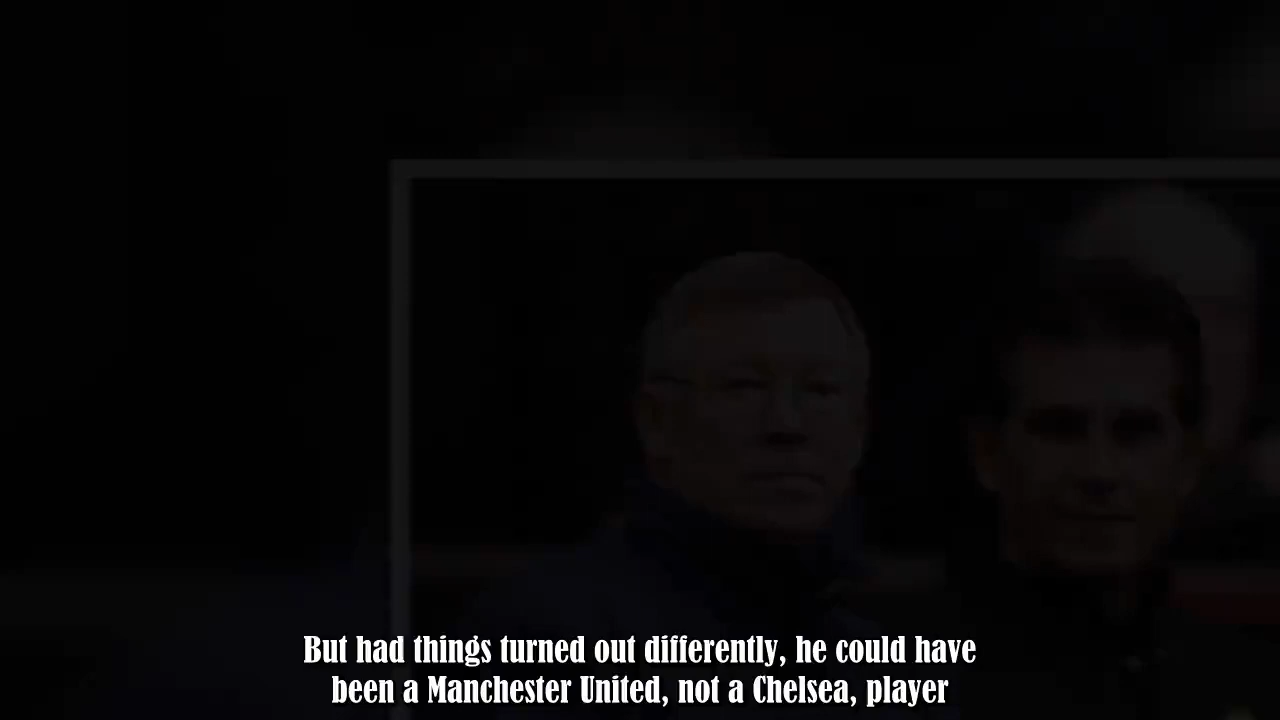 But had things turned out differently, he could have
been a Manchester United, not a Chelsea, player